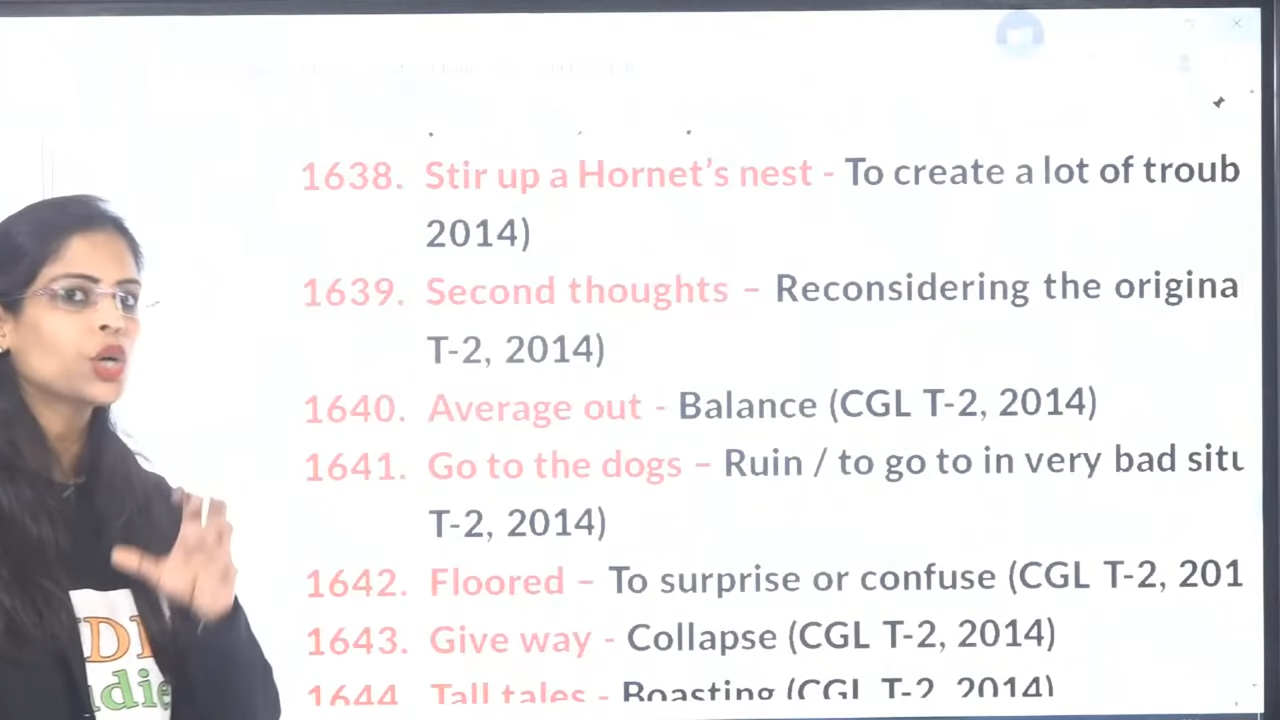 1638. Stir up a Hornet's nest - To create a lot of troub
2014)
1639. Second thoughts – Reconsidering the origina
T-2, 2014)
1640. Average out - Balance (CGL T-2, 2014)
1641. Go to the dogs – Ruin / to go to in very bad situ
T-2, 2014)
1642. Floored – To surprise or confuse (CGL T-2, 201
1643. Give way - Collapse (CGL T-2, 2014)
1644 Tall tales - Boasting (CGL T-2, 2014)